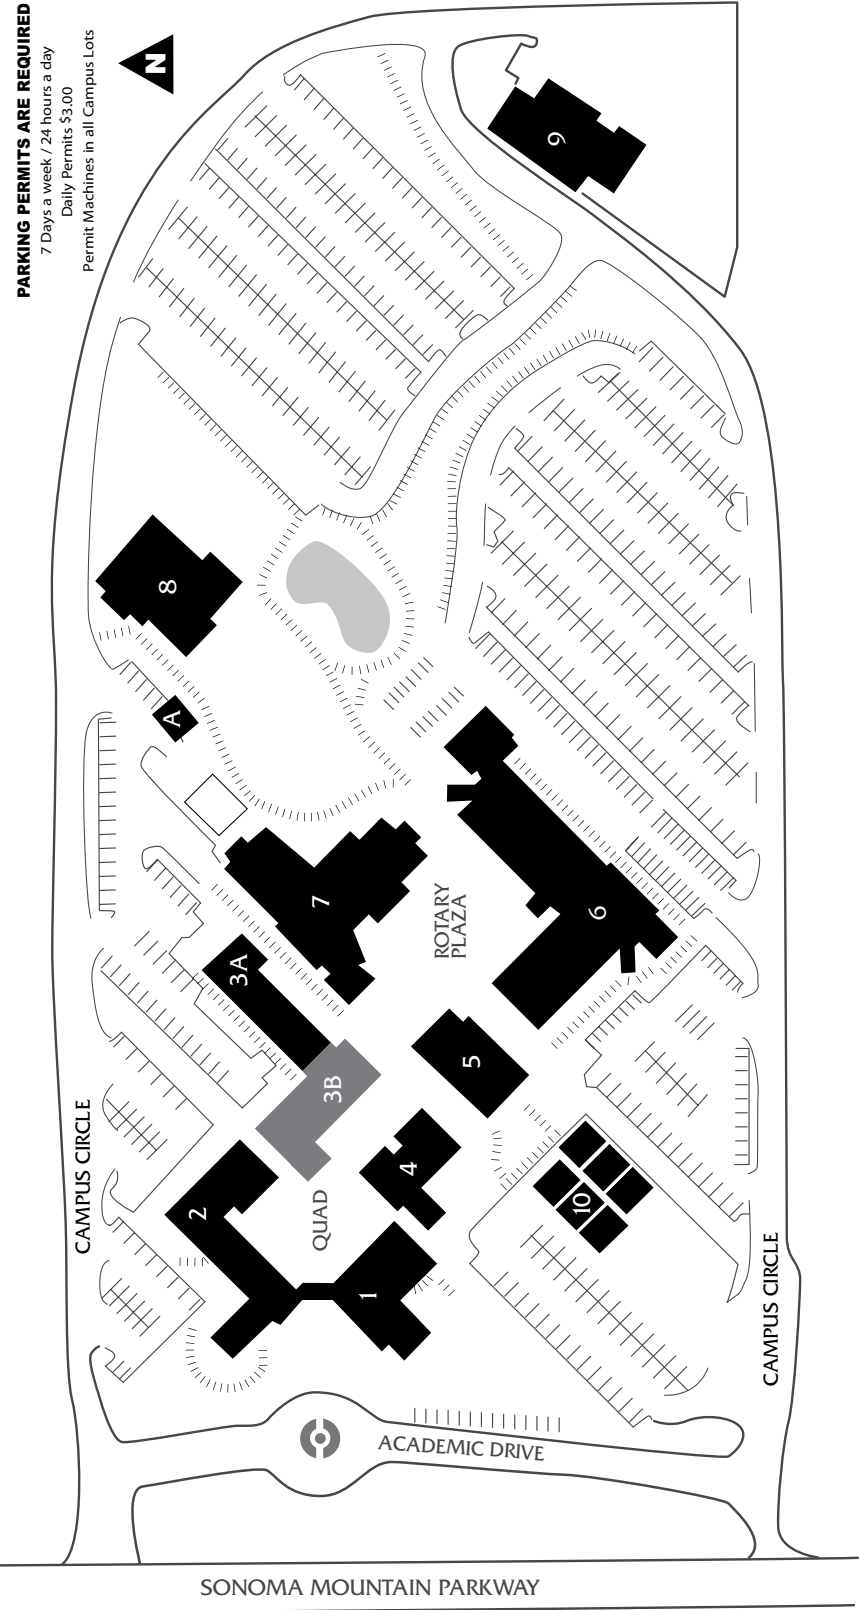 PARKING PERMITS ARE REQUIRED
7 Days a week / 24 hours a day
Daily Permits $3.00
Permit Machines in all Campus Lots
N
9
8
A
7
ROTARY
PLAZA
6
3A
3B
5
4
CAMPUS CIRCLE
2
QUAD
10
1
CAMPUS CIRCLE
ACADEMIC DRIVE
SONOMA MOUNTAIN PARKWAY